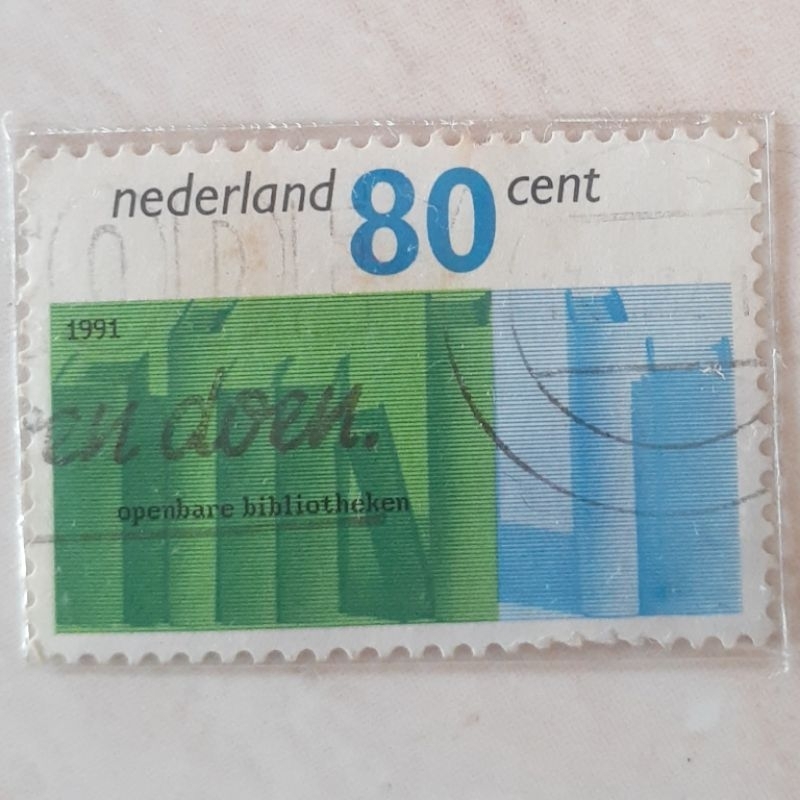 nederland 80 cent
1991
en doen.
openbare bibliotheken